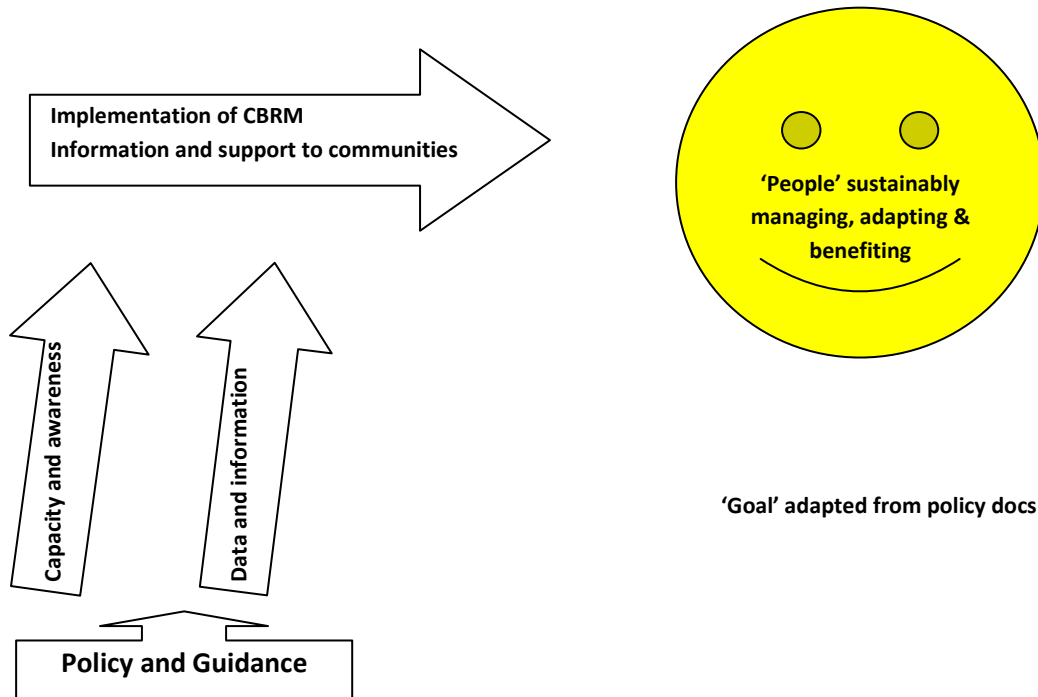 Implementation of CBRM
Information and support to communities
‘People’ sustainably
managing, adapting &
benefiting
Capacity and awareness
Data and information
‘Goal’ adapted from policy docs
Policy and Guidance